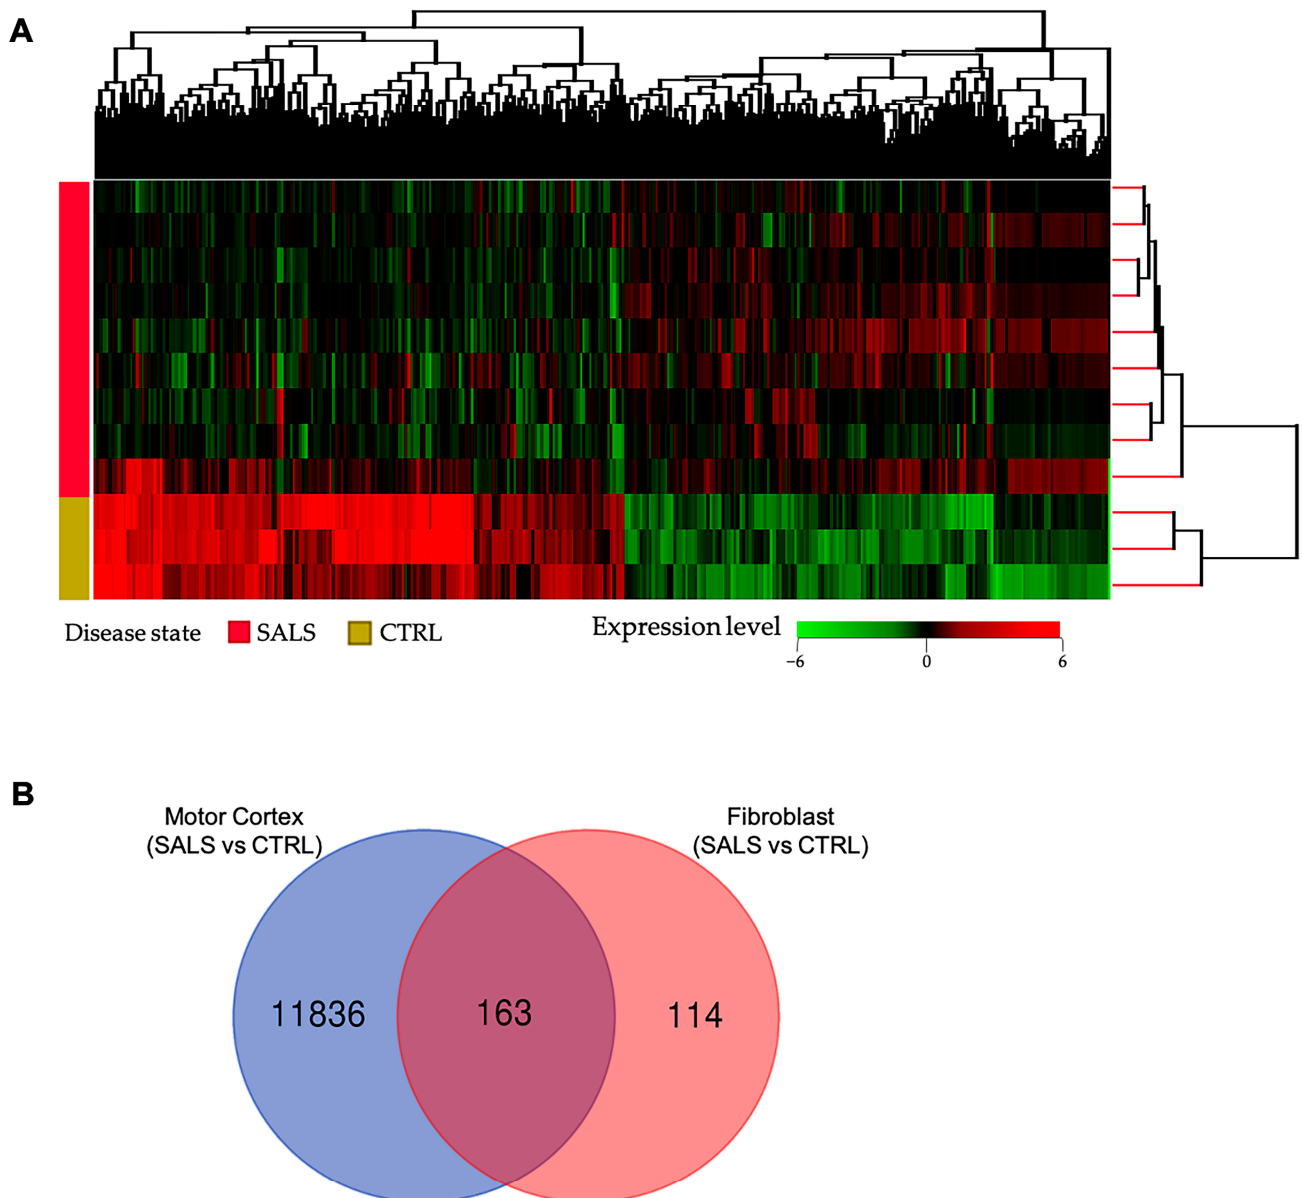 A
Disease state SALS CTRL
Expression level
−6 0 6
B
Motor Cortex
(SALS vs CTRL)
Fibroblast
(SALS vs CTRL)
11836 163 114